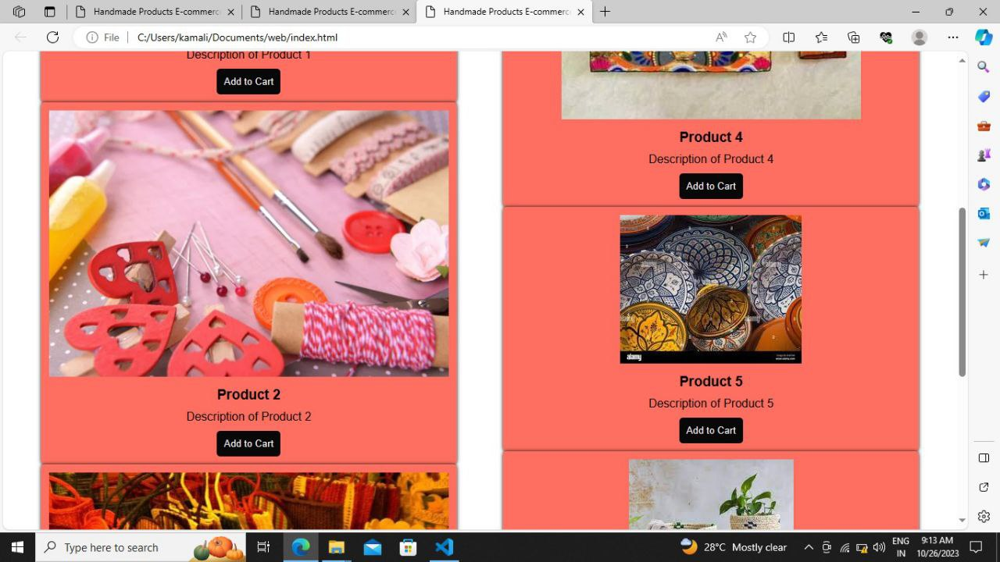 Handmade Products E-commerc
Handmade Products E-commerc
Handmade Products E-commerc
File
C:/Users/kamali/Documents/web/index.html
Description of Product 1
Add to Cart
Product 2
Description of Product 2
Add to Cart
Product 4
Description of Product 4
Add to Cart
alamy
Product 5
Description of Product 5
Add to Cart
Type here to search
28°C Mostly clear
ENG
IN
9:13 AM
10/26/2023